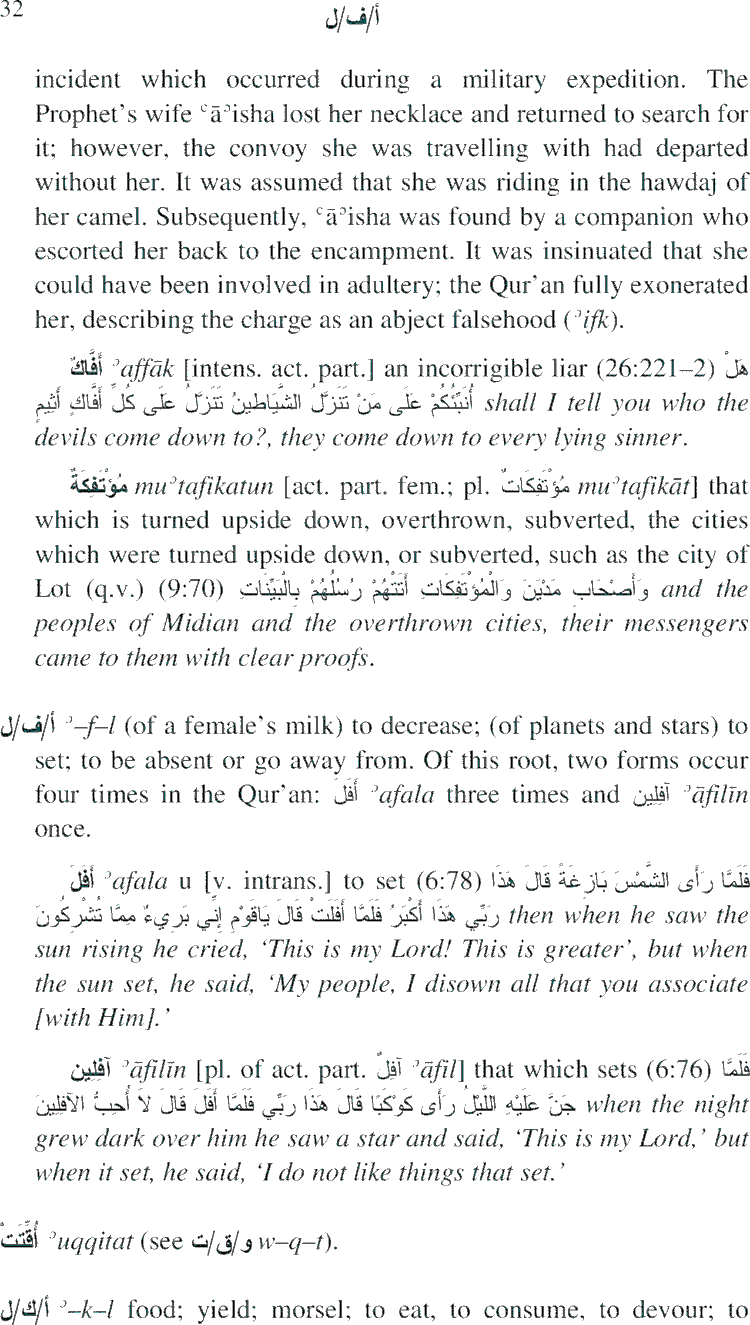 32
أ/ف/ل
incident which occurred during a military expedition. The
Prophet's wife ʿāʾisha lost her necklace and returned to search for
it; however, the convoy she was travelling with had departed
without her. It was assumed that she was riding in the hawdaj of
her camel. Subsequently, ʿāʾisha was found by a companion who
escorted her back to the encampment. It was insinuated that she
could have been involved in adultery; the Qur'an fully exonerated
her, describing the charge as an abject falsehood (ʾifk).
أَفَّاكٌ ʾaffāk [intens. act. part.] an incorrigible liar (26:221–2) هَلْ
أُنَبِّئُكُمْ عَلَى مَنْ تَنَزَّلُ الشَّيَاطِينُ تَنَزَّلُ عَلَى كُلِّ أَفَّاكٍ أَثِيمٍ shall I tell you who the
devils come down to?, they come down to every lying sinner.
مُؤْتَفِكَةٌ muʾtafikatun [act. part. fem.; pl. مُؤْتَفِكَاتٌ muʾtafikāt] that
which is turned upside down, overthrown, subverted, the cities
which were turned upside down, or subverted, such as the city of
Lot (q.v.) (9:70) وَأَصْحَابِ مَدْيَنَ وَالْمُؤْتَفِكَاتِ أَتَتْهُمْ رُسُلُهُمْ بِالْبَيِّنَاتِ and the
peoples of Midian and the overthrown cities, their messengers
came to them with clear proofs.
أ/ف/ل ʾ–f–l (of a female's milk) to decrease; (of planets and stars) to
set; to be absent or go away from. Of this root, two forms occur
four times in the Qur'an: أَفَلَ ʾafala three times and آفِلِين ʾāfilīn
once.
أَفَلَ ʾafala u [v. intrans.] to set (6:78) فَلَمَّا رَأَى الشَّمْسَ بَازِغَةً قَالَ هَذَا
رَبِّي هَذَا أَكْبَرُ فَلَمَّا أَفَلَتْ قَالَ يَاقَوْمِ إِنِّي بَرِيءٌ مِمَّا تُشْرِكُونَ then when he saw the
sun rising he cried, ‘This is my Lord! This is greater’, but when
the sun set, he said, ‘My people, I disown all that you associate
[with Him].’
آفِلِين ʾāfilīn [pl. of act. part. آفِلٌ ʾāfil] that which sets (6:76) فَلَمَّا
جَنَّ عَلَيْهِ اللَّيْلُ رَأَى كَوْكَبًا قَالَ هَذَا رَبِّي فَلَمَّا أَفَلَ قَالَ لاَ أُحِبُّ الآفِلِينَ when the night
grew dark over him he saw a star and said, ‘This is my Lord,’ but
when it set, he said, ‘I do not like things that set.’
أُقِّتَتْ ʾuqqitat (see و/ق/ت w–q–t).
أ/ك/ل ʾ–k–l food; yield; morsel; to eat, to consume, to devour; to